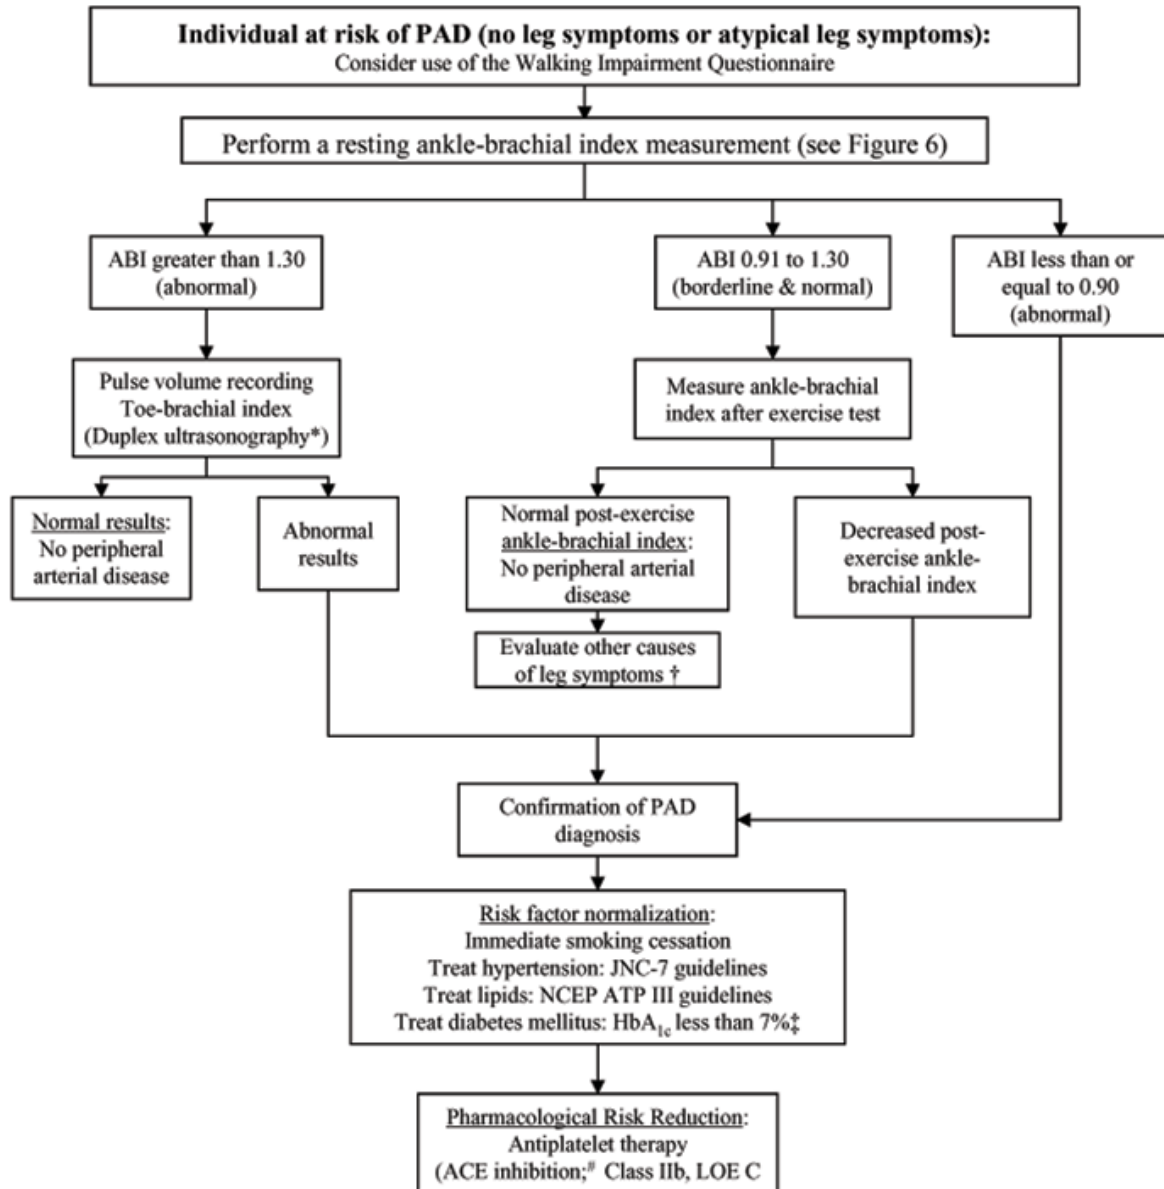 Individual at risk of PAD (no leg symptoms or atypical leg symptoms):
Consider use of the Walking Impairment Questionnaire
Perform a resting ankle-brachial index measurement (see Figure 6)
ABI greater than 1.30
(abnormal)
ABI 0.91 to 1.30
(borderline & normal)
ABI less than or
equal to 0.90
(abnormal)
Pulse volume recording
Toe-brachial index
(Duplex ultrasonography*)
Measure ankle-brachial
index after exercise test
Normal results:
No peripheral
arterial disease
Abnormal
results
Normal post-exercise
ankle-brachial index:
No peripheral arterial
disease
Decreased post-
exercise ankle-
brachial index
Evaluate other causes
of leg symptoms †
Confirmation of PAD
diagnosis
Risk factor normalization:
Immediate smoking cessation
Treat hypertension: JNC-7 guidelines
Treat lipids: NCEP ATP III guidelines
Treat diabetes mellitus: HbA1c less than 7%‡
Pharmacological Risk Reduction:
Antiplatelet therapy
(ACE inhibition;# Class IIb, LOE C